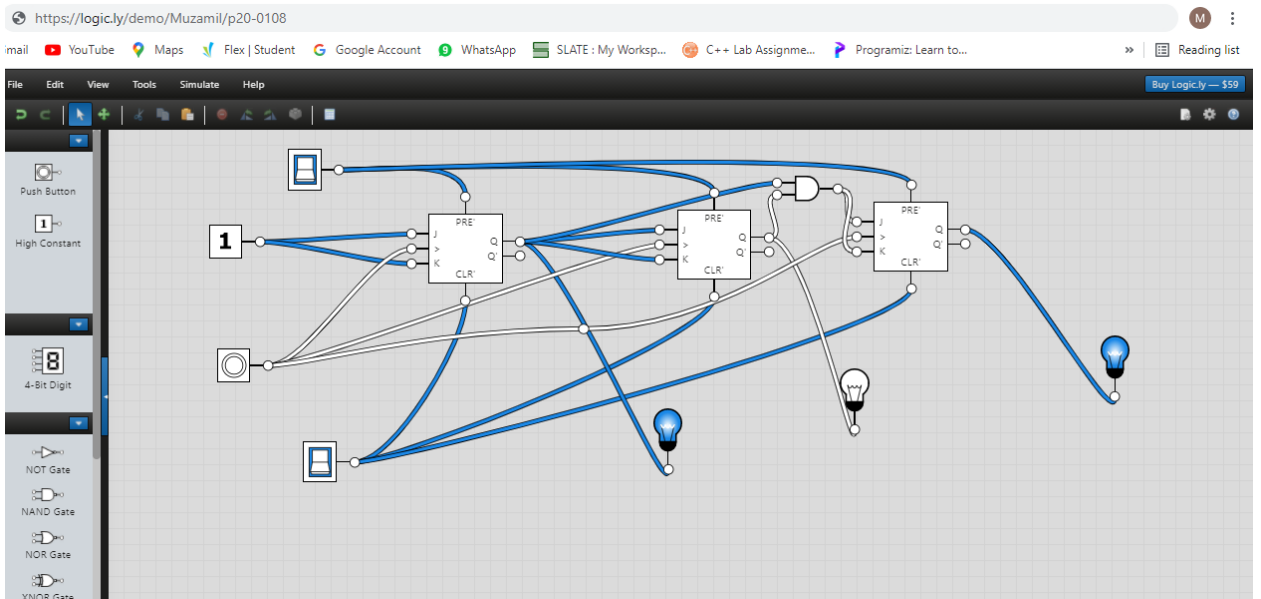 https://logic.ly/demo/Muzamil/p20-0108
M
YouTube Maps Flex | Student Google Account WhatsApp SLATE : My Worksp... C++ Lab Assignme... Programiz: Learn to... » Reading list
File Edit View Tools Simulate Help Buy Logic.ly — $59
Push Button
1
High Constant
8
4-Bit Digit
NOT Gate
NAND Gate
NOR Gate
XNOR Gate
1
PRE'
J
>
K
Q
Q'
CLR'
PRE'
J
>
K
Q
Q'
CLR'
PRE'
J
>
K
Q
Q'
CLR'